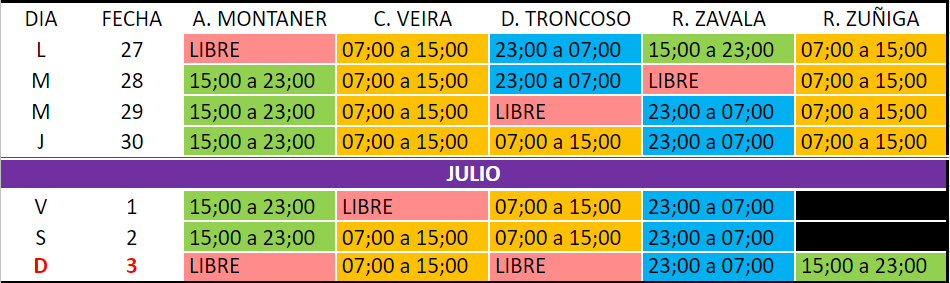 DIA FECHA A. MONTANER C. VEIRA D. TRONCOSO R. ZAVALA R. ZUÑIGA
L 27 LIBRE 07;00 a 15;00 23;00 a 07;00 15;00 a 23;00 07;00 a 15;00
M 28 15;00 a 23;00 07;00 a 15;00 23;00 a 07;00 LIBRE 07;00 a 15;00
M 29 15;00 a 23;00 07;00 a 15;00 LIBRE 23;00 a 07;00 07;00 a 15;00
J 30 15;00 a 23;00 07;00 a 15;00 07;00 a 15;00 23;00 a 07;00 07;00 a 15;00
JULIO
V 1 15;00 a 23;00 LIBRE 07;00 a 15;00 23;00 a 07;00
S 2 15;00 a 23;00 07;00 a 15;00 07;00 a 15;00 23;00 a 07;00
D 3 LIBRE 07;00 a 15;00 LIBRE 23;00 a 07;00 15;00 a 23;00